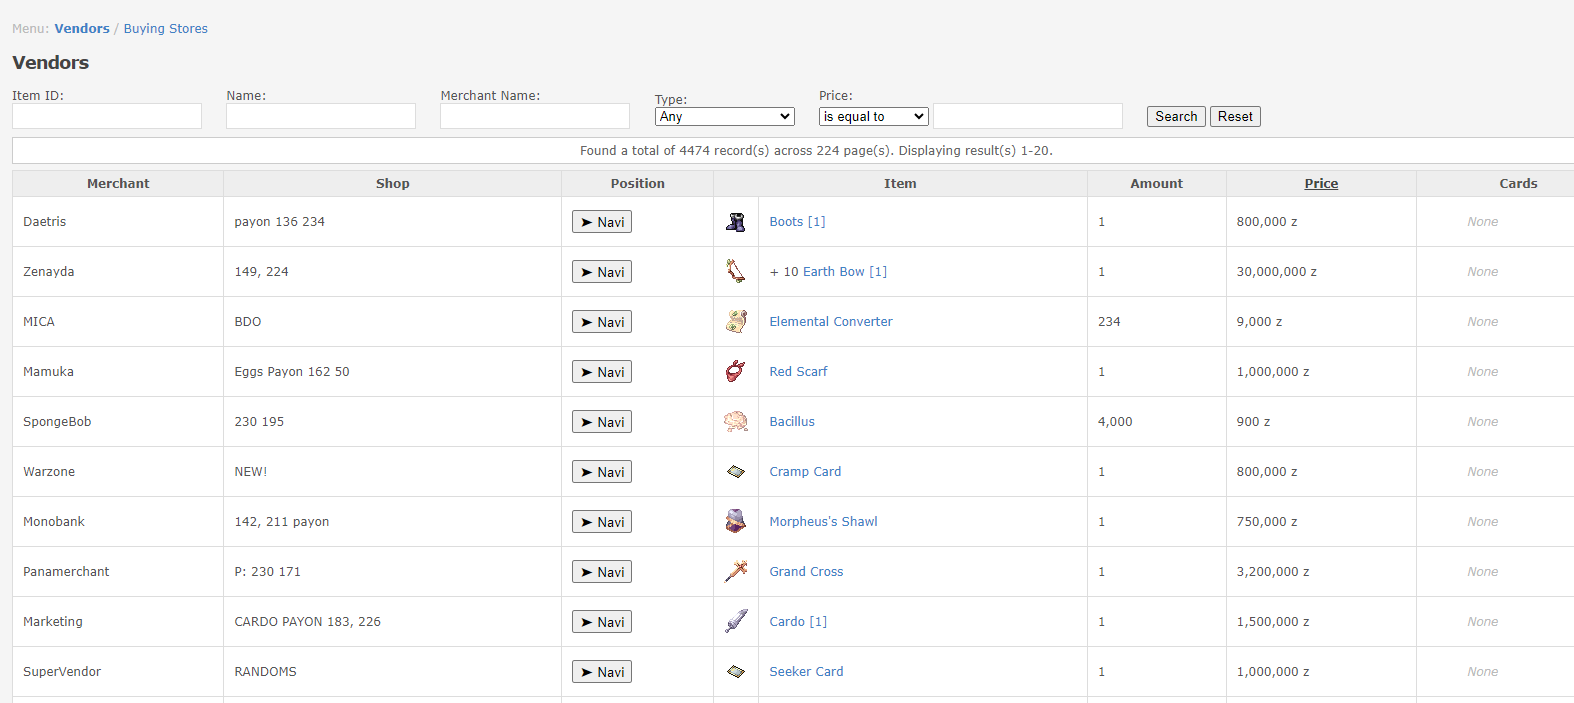 Menu: Vendors / Buying Stores
Vendors
Item ID: Name: Merchant Name: Type: Price:
Any is equal to Search Reset
Found a total of 4474 record(s) across 224 page(s). Displaying result(s) 1-20.
Merchant Shop Position Item Amount Price Cards
Daetris payon 136 234 ➤ Navi Boots [1] 1 800,000 z None
Zenayda 149, 224 ➤ Navi + 10 Earth Bow [1] 1 30,000,000 z None
MICA BDO ➤ Navi Elemental Converter 234 9,000 z None
Mamuka Eggs Payon 162 50 ➤ Navi Red Scarf 1 1,000,000 z None
SpongeBob 230 195 ➤ Navi Bacillus 4,000 900 z None
Warzone NEW! ➤ Navi Cramp Card 1 800,000 z None
Monobank 142, 211 payon ➤ Navi Morpheus's Shawl 1 750,000 z None
Panamerchant P: 230 171 ➤ Navi Grand Cross 1 3,200,000 z None
Marketing CARDO PAYON 183, 226 ➤ Navi Cardo [1] 1 1,500,000 z None
SuperVendor RANDOMS ➤ Navi Seeker Card 1 1,000,000 z None